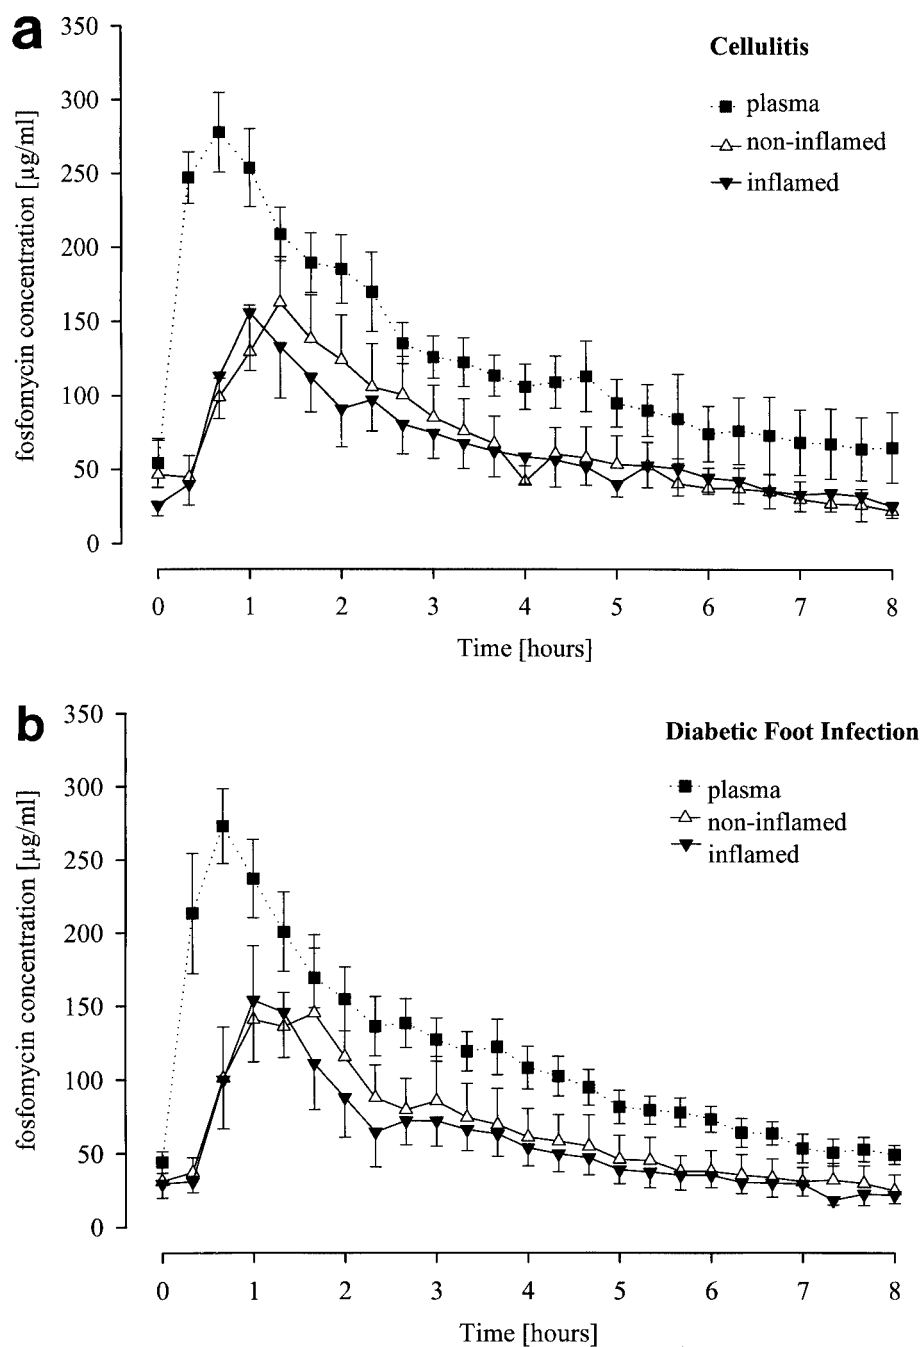 a
fosfomycin concentration [µg/ml]
350
300
250
200
150
100
50
0
Cellulitis
plasma
non-inflamed
inflamed
0 1 2 3 4 5 6 7 8
Time [hours]
b
fosfomycin concentration [µg/ml]
350
300
250
200
150
100
50
0
Diabetic Foot Infection
plasma
non-inflamed
inflamed
0 1 2 3 4 5 6 7 8
Time [hours]